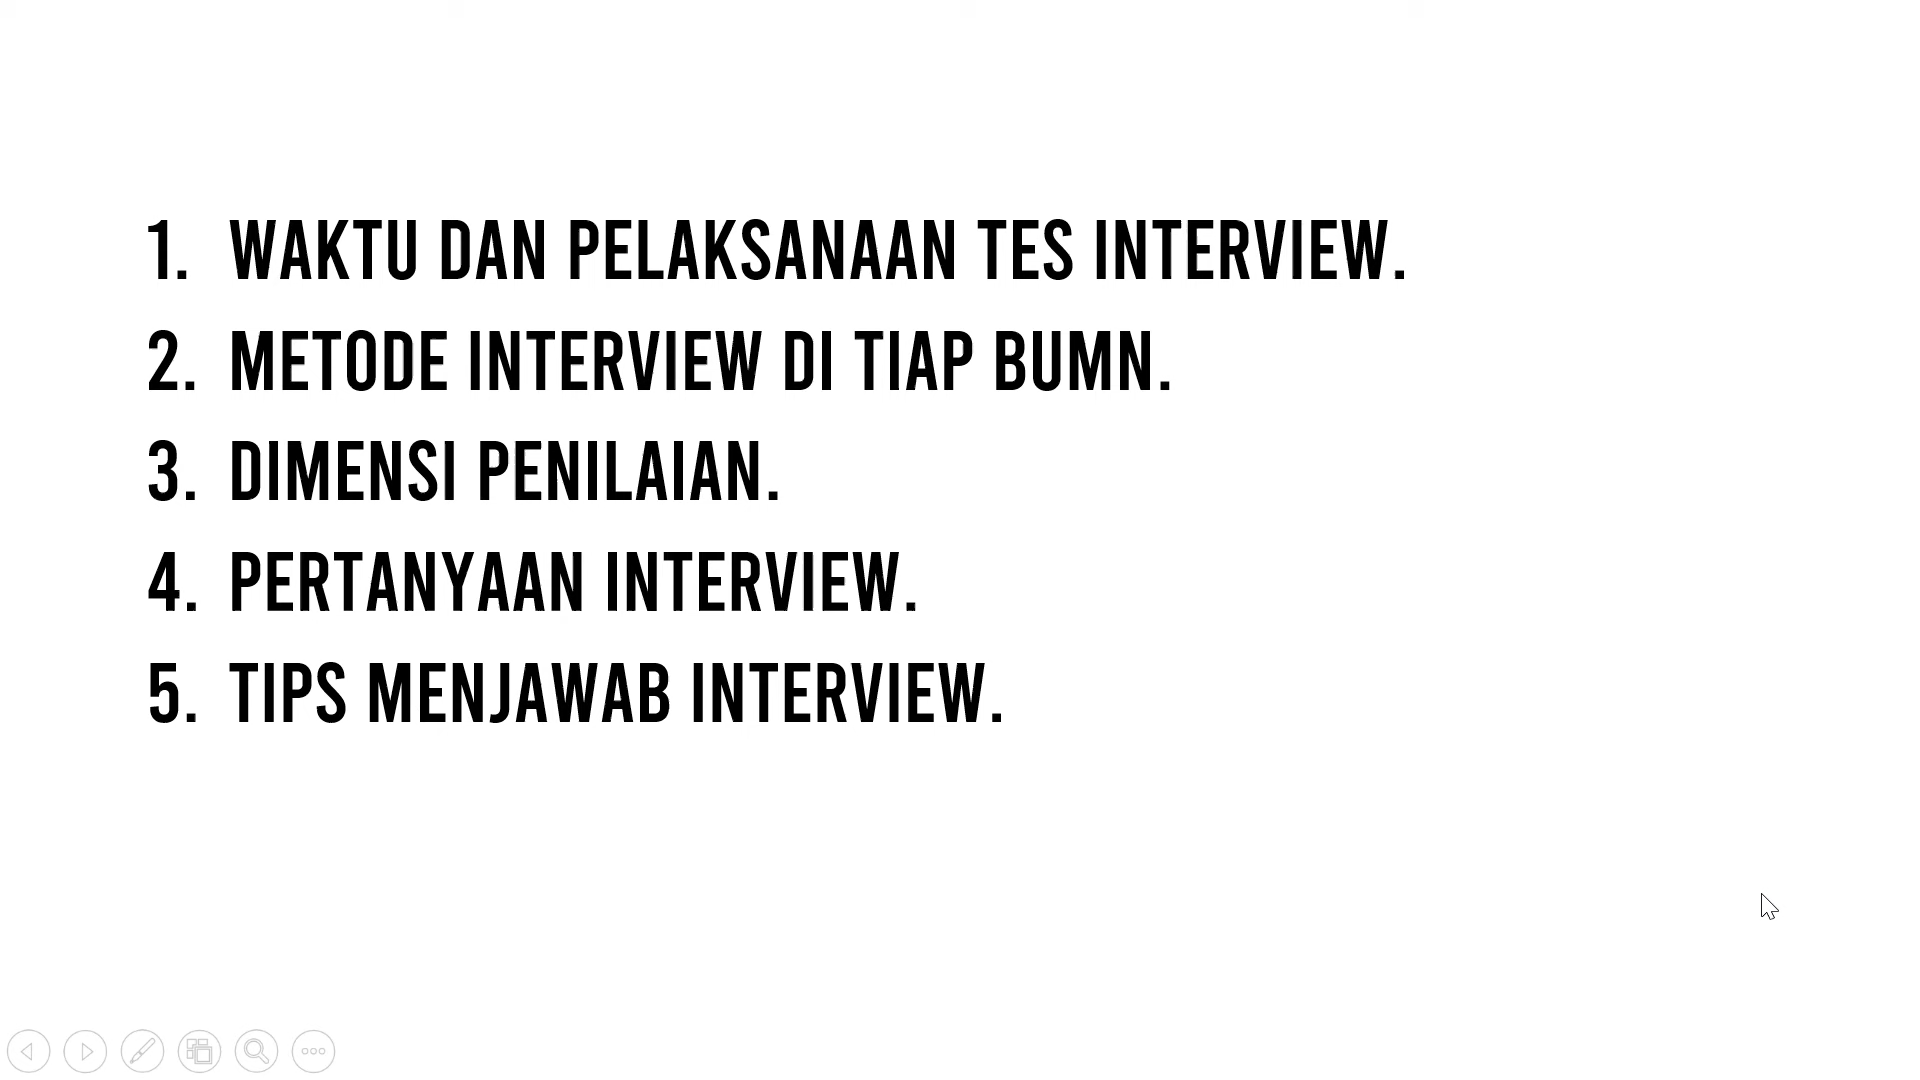 1. WAKTU DAN PELAKSANAAN TES INTERVIEW.
2. METODE INTERVIEW DI TIAP BUMN.
3. DIMENSI PENILAIAN.
4. PERTANYAAN INTERVIEW.
5. TIPS MENJAWAB INTERVIEW.